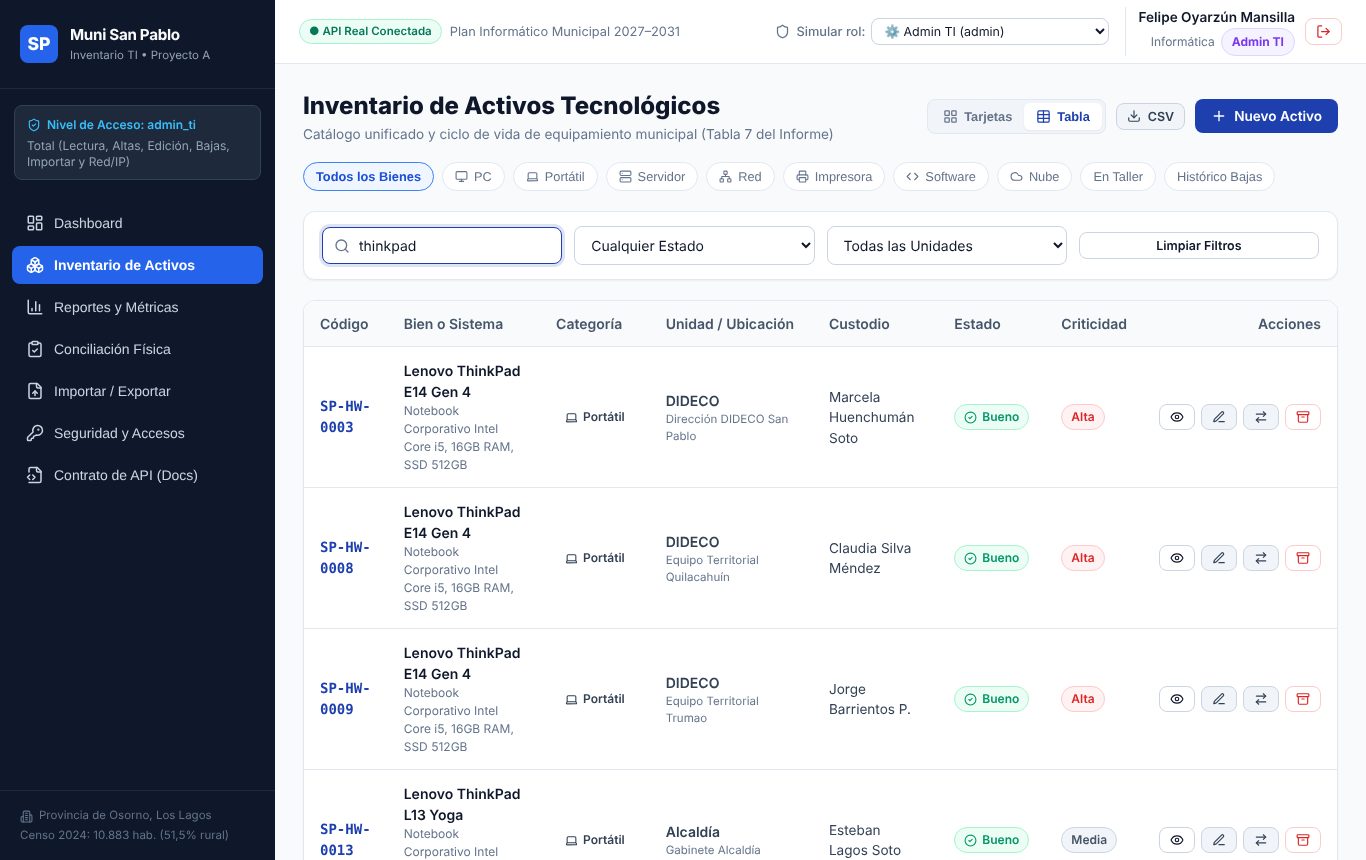 SP
Muni San Pablo
Inventario TI • Proyecto A
Nivel de Acceso: admin_ti
Total (Lectura, Altas, Edición, Bajas,
Importar y Red/IP)
Dashboard
Inventario de Activos
Reportes y Métricas
Conciliación Física
Importar / Exportar
Seguridad y Accesos
Contrato de API (Docs)
Provincia de Osorno, Los Lagos
Censo 2024: 10.883 hab. (51,5% rural)
API Real Conectada
Plan Informático Municipal 2027–2031
Simular rol:
Admin TI (admin)
Felipe Oyarzún Mansilla
Informática
Admin TI
Inventario de Activos Tecnológicos
Catálogo unificado y ciclo de vida de equipamiento municipal (Tabla 7 del Informe)
Tarjetas
Tabla
CSV
Nuevo Activo
Todos los Bienes
PC
Portátil
Servidor
Red
Impresora
Software
Nube
En Taller
Histórico Bajas
thinkpad
Cualquier Estado
Todas las Unidades
Limpiar Filtros
Código
Bien o Sistema
Categoría
Unidad / Ubicación
Custodio
Estado
Criticidad
Acciones
SP-HW-
0003
Lenovo ThinkPad
E14 Gen 4
Notebook
Corporativo Intel
Core i5, 16GB RAM,
SSD 512GB
Portátil
DIDECO
Dirección DIDECO San
Pablo
Marcela
Huenchumán
Soto
Bueno
Alta
SP-HW-
0008
Lenovo ThinkPad
E14 Gen 4
Notebook
Corporativo Intel
Core i5, 16GB RAM,
SSD 512GB
Portátil
DIDECO
Equipo Territorial
Quilacahuín
Claudia Silva
Méndez
Bueno
Alta
SP-HW-
0009
Lenovo ThinkPad
E14 Gen 4
Notebook
Corporativo Intel
Core i5, 16GB RAM,
SSD 512GB
Portátil
DIDECO
Equipo Territorial
Trumao
Jorge
Barrientos P.
Bueno
Alta
SP-HW-
0013
Lenovo ThinkPad
L13 Yoga
Notebook
Corporativo Intel
Portátil
Alcaldía
Gabinete Alcaldía
Esteban
Lagos Soto
Bueno
Media